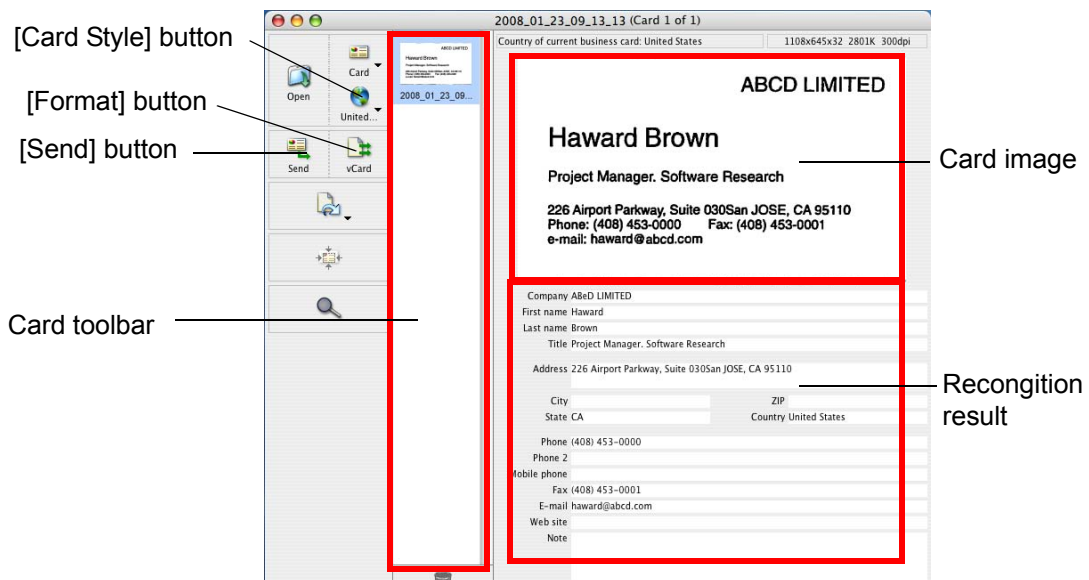 2008_01_23_09_13_13 (Card 1 of 1)
[Card Style] button
[Format] button
[Send] button
Card toolbar
Open
Card
United...
Send
vCard
ABCD LIMITED
Haward Brown
2008_01_23_09...
Country of current business card: United States
1108x645x32 2801K 300dpi
ABCD LIMITED
Haward Brown
Project Manager. Software Research
226 Airport Parkway, Suite 030San JOSE, CA 95110
Phone: (408) 453-0000 Fax: (408) 453-0001
e-mail: haward@abcd.com
Card image
Company ABeD LIMITED
First name Haward
Last name Brown
Title Project Manager. Software Research
Address 226 Airport Parkway, Suite 030San JOSE, CA 95110
City ZIP
State CA Country United States
Phone (408) 453-0000
Phone 2
Mobile phone
Fax (408) 453-0001
E-mail haward@abcd.com
Web site
Note
Recongition
result